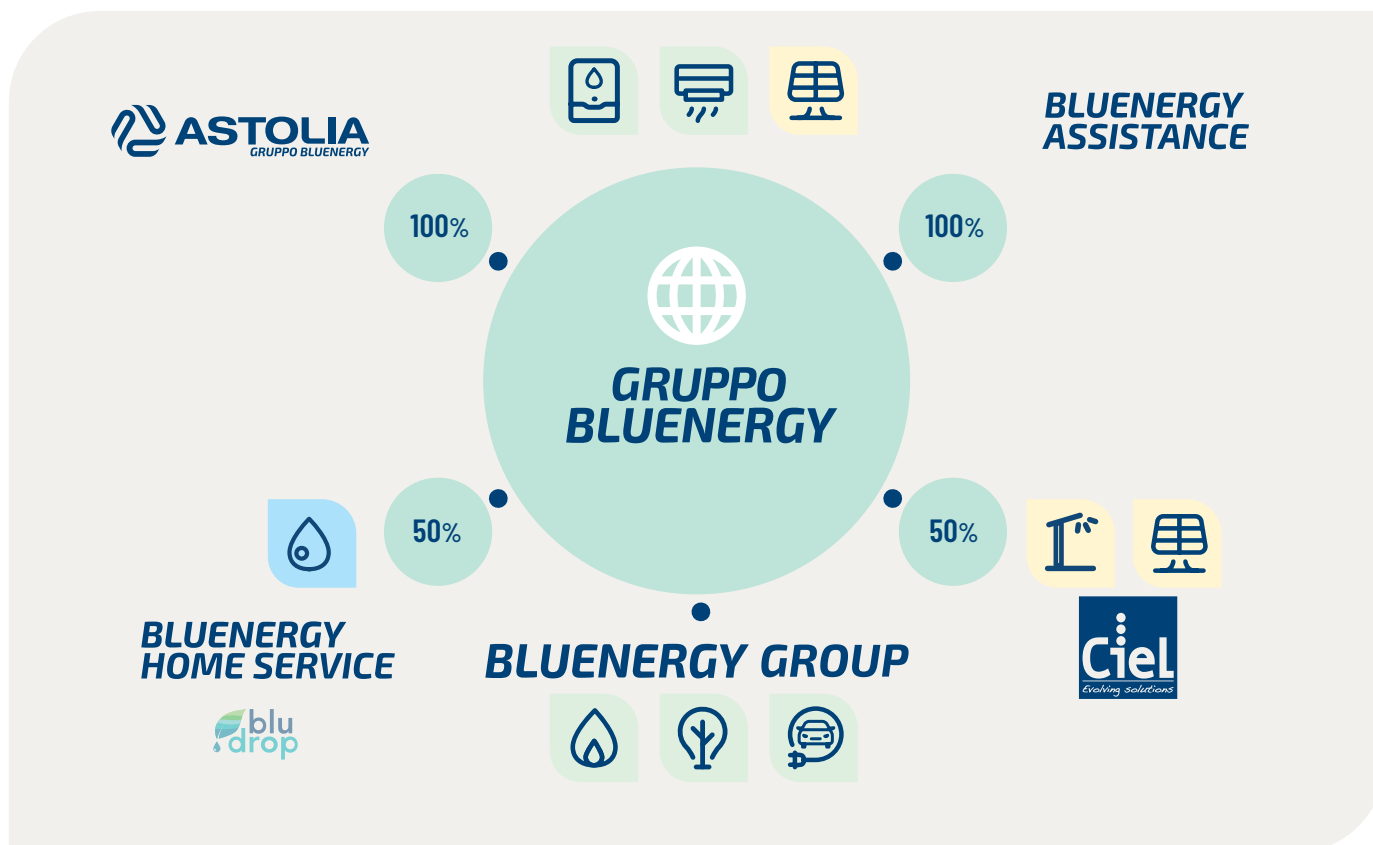 ASTOLIA
GRUPPO BLUENERGY
BLUENERGY
ASSISTANCE
100%
100%
GRUPPO
BLUENERGY
50%
50%
BLUENERGY
HOME SERVICE
blu
drop
BLUENERGY GROUP
Ciel
Evolving solutions